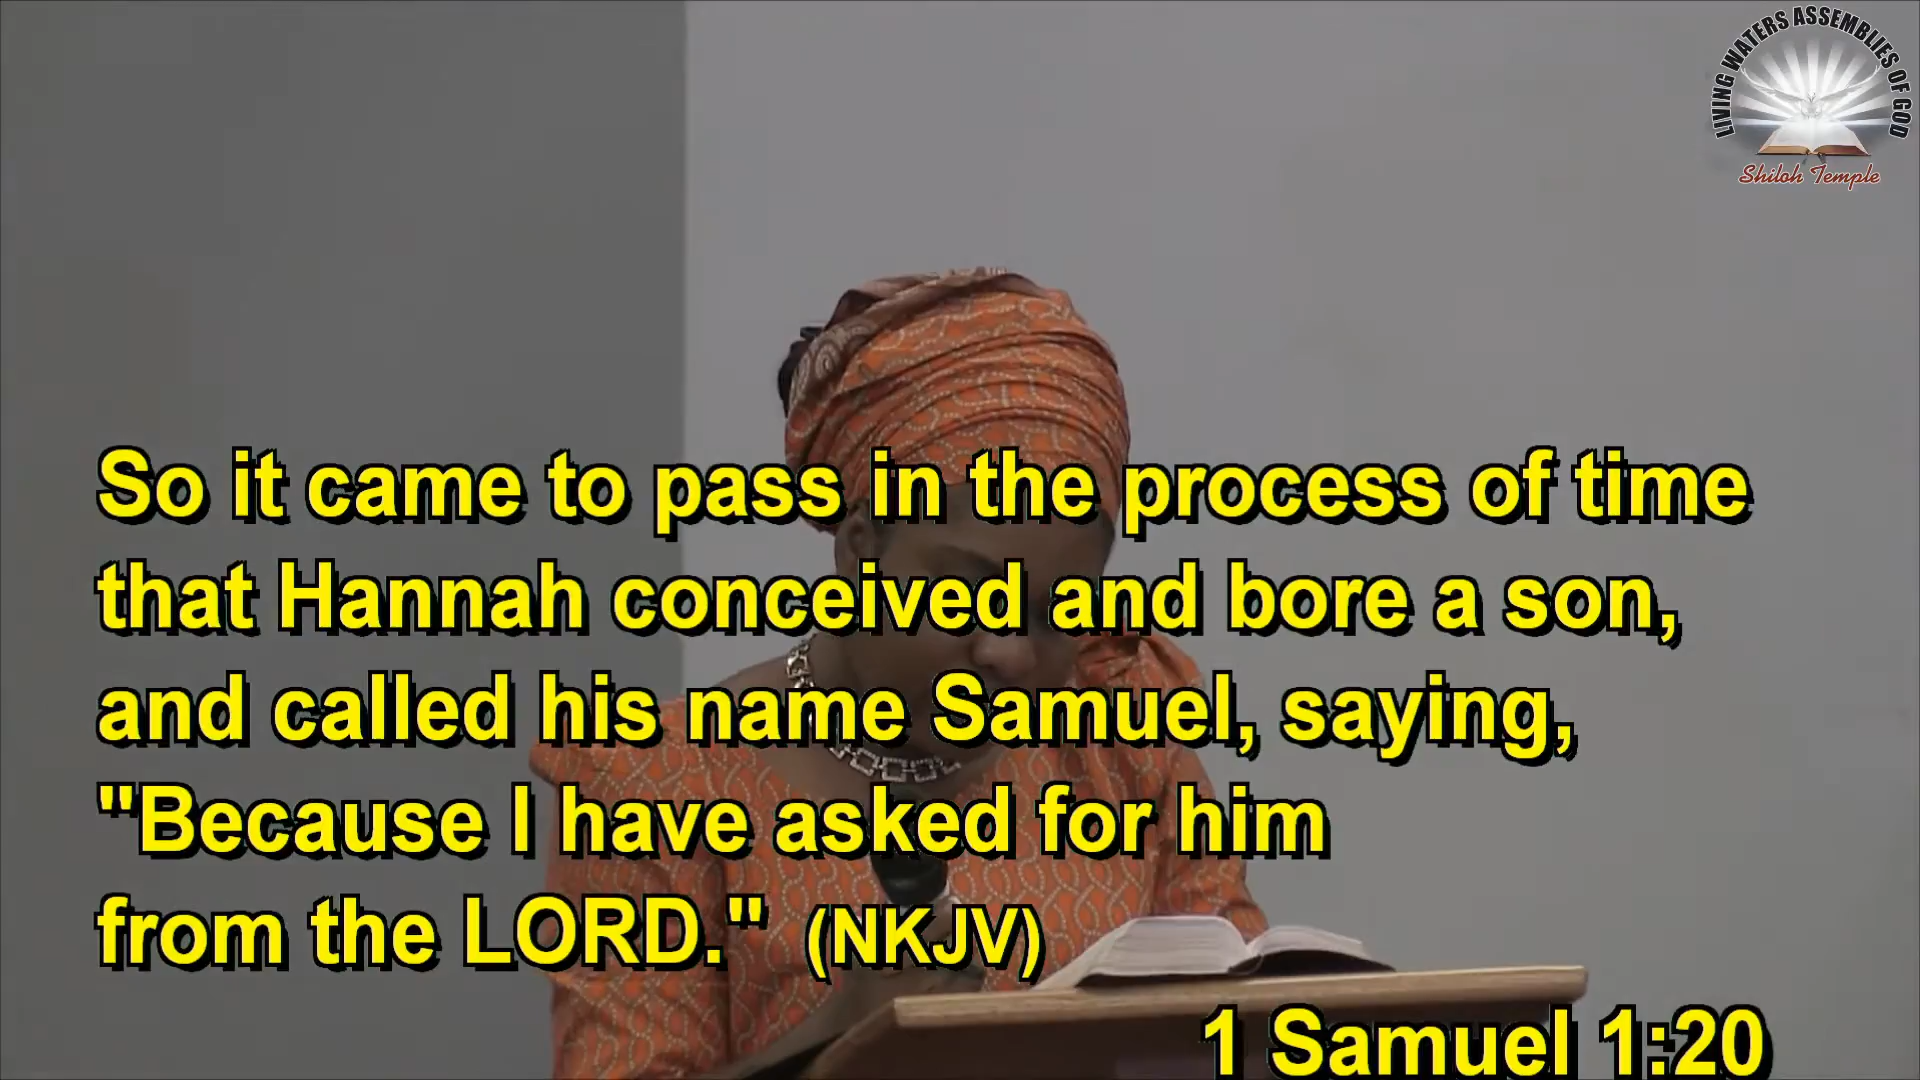 LIVING WATERS ASSEMBLIES OF GOD
Shiloh Temple
So it came to pass in the process of time
that Hannah conceived and bore a son,
and called his name Samuel, saying,
"Because I have asked for him
from the LORD." (NKJV)
1 Samuel 1:20